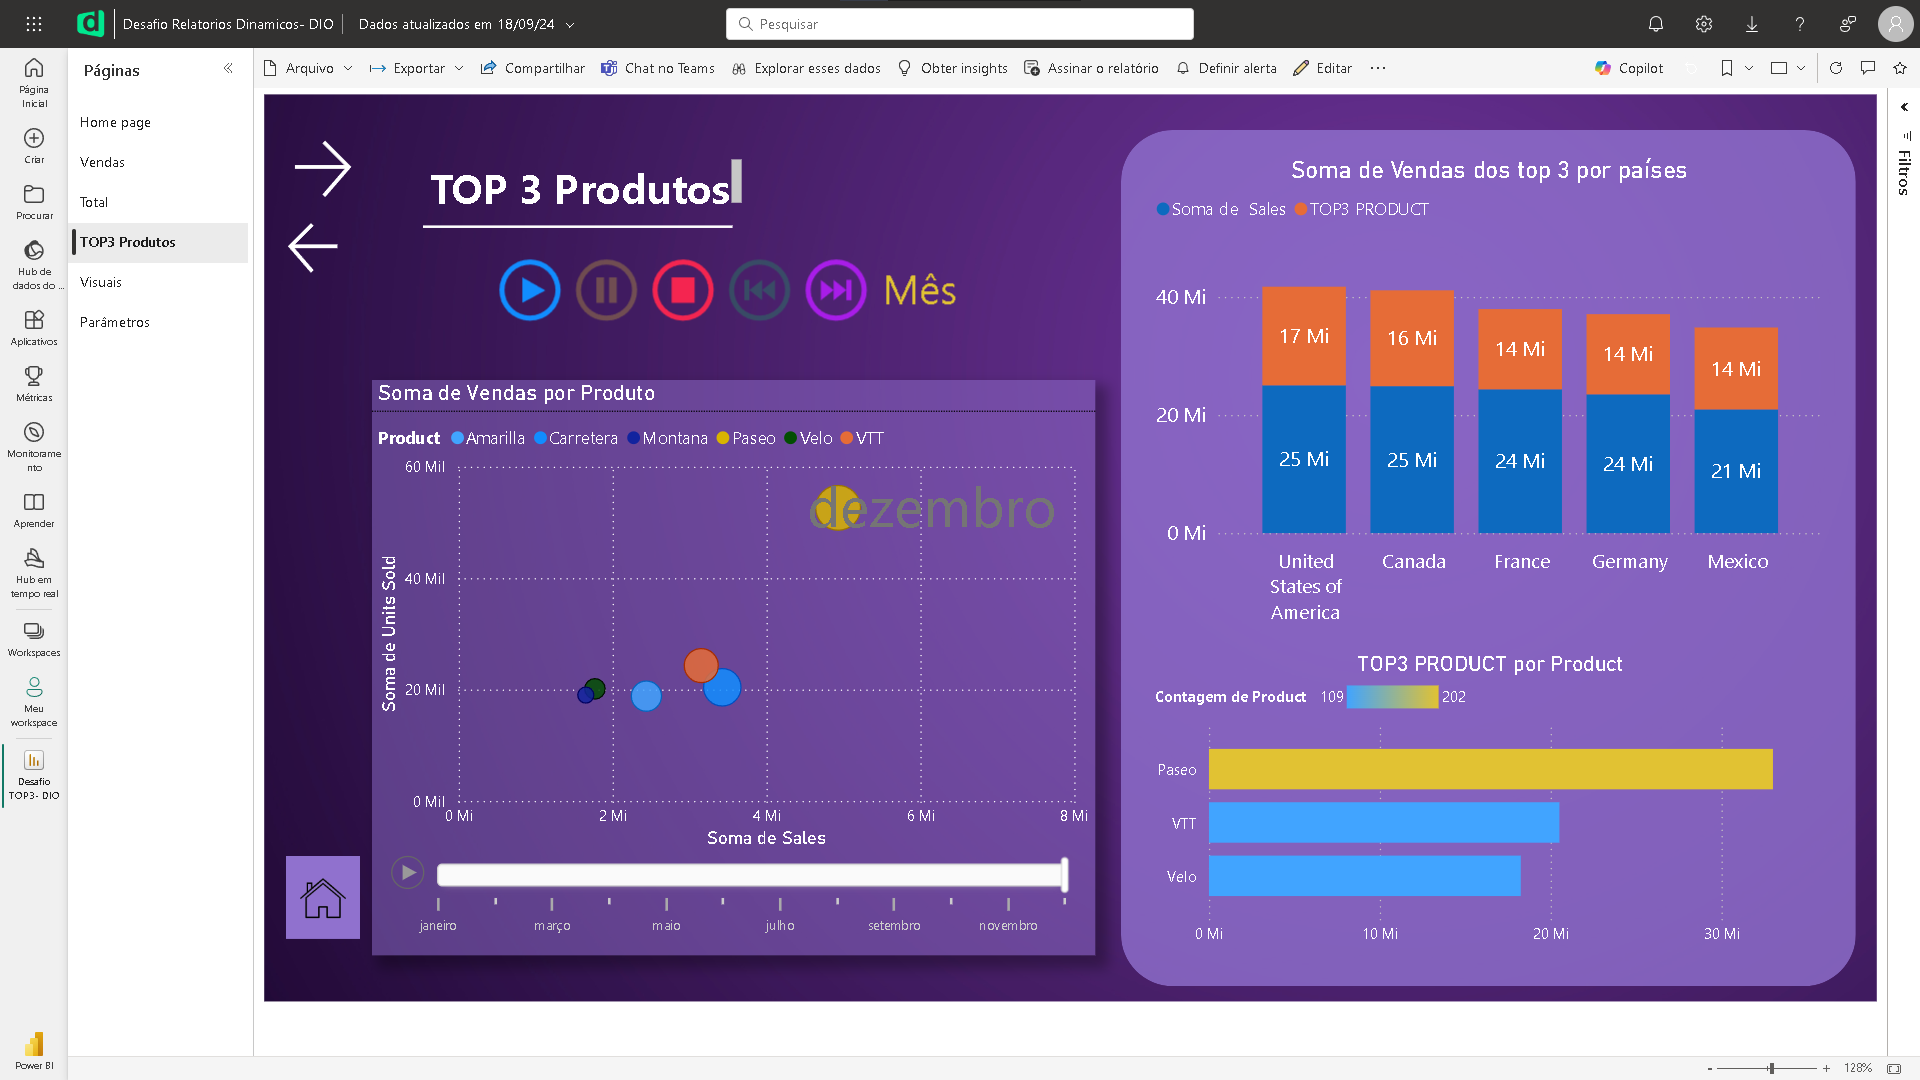 Desafio Relatorios Dinamicos- DIO
Dados atualizados em 18/09/24
Pesquisar
Página Inicial
Criar
Procurar
Hub de dados do ...
Aplicativos
Métricas
Monitorame nto
Aprender
Hub em tempo real
Workspaces
Meu workspace
Desafio TOP3- DIO
Power BI
Páginas
Home page
Vendas
Total
TOP3 Produtos
Visuais
Parâmetros
Arquivo
Exportar
Compartilhar
Chat no Teams
Explorar esses dados
Obter insights
Assinar o relatório
Definir alerta
Editar
Copilot
Filtros
TOP 3 Produtos
Mês
Soma de Vendas por Produto
Product Amarilla Carretera Montana Paseo Velo VTT
60 Mil
40 Mil
20 Mil
0 Mil
Soma de Units Sold
dezembro
0 Mi 2 Mi 4 Mi 6 Mi 8 Mi
Soma de Sales
janeiro março maio julho setembro novembro
Soma de Vendas dos top 3 por países
Soma de Sales TOP3 PRODUCT
40 Mi
20 Mi
0 Mi
17 Mi 16 Mi 14 Mi 14 Mi 14 Mi
25 Mi 25 Mi 24 Mi 24 Mi 21 Mi
United States of America
Canada
France
Germany
Mexico
TOP3 PRODUCT por Product
Contagem de Product 109 202
Paseo
VTT
Velo
0 Mi 10 Mi 20 Mi 30 Mi
- + 128%